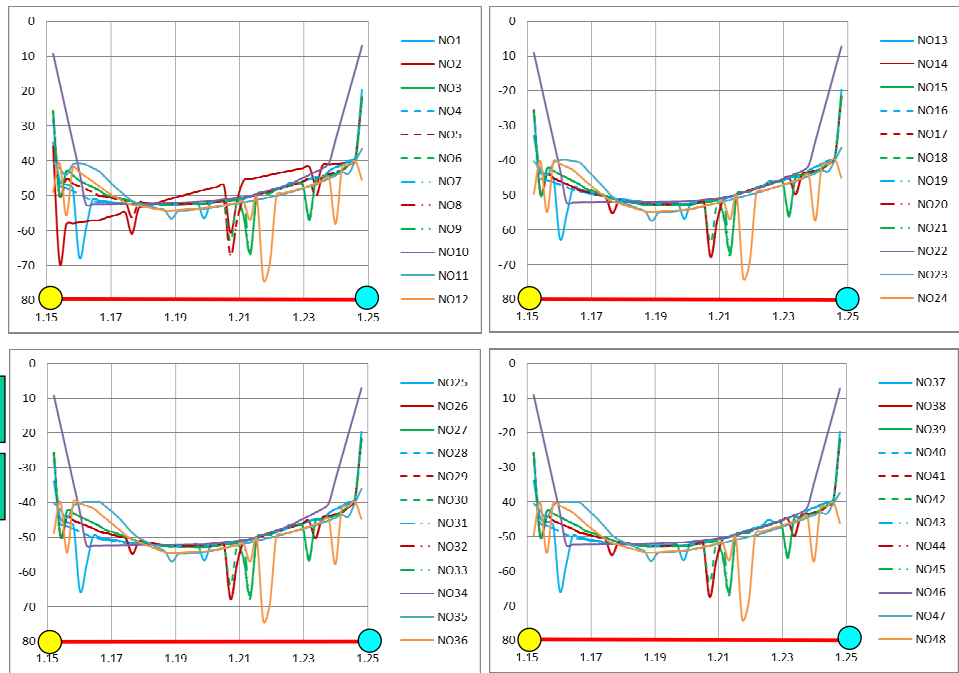 0
10
20
30
40
50
-60
-70
80
1.15 1.17 1.19 1.21 1.23 1.25
NO1
NO2
NO3
NO4
NO5
NO6
NO7
NO8
NO9
NO10
NO11
NO12
0
10
20
-30
40
50
-60
-70
80
1.15 1.17 1.19 1.21 1.23 1.25
NO13
NO14
NO15
NO16
NO17
NO18
NO19
NO20
NO21
NO22
NO23
NO24
0
10
20
-30
-40
-50
60
70
80
1.15 1.17 1.19 1.21 1.23 1.25
NO25
NO26
NO27
NO28
NO29
NO30
NO31
NO32
NO33
NO34
NO35
NO36
0
10
-20
-30
-40
50
-60
-70
80
1.15 1.17 1.19 1.21 1.23 1.25
NO37
NO38
NO39
NO40
NO41
NO42
NO43
NO44
NO45
NO46
NO47
NO48